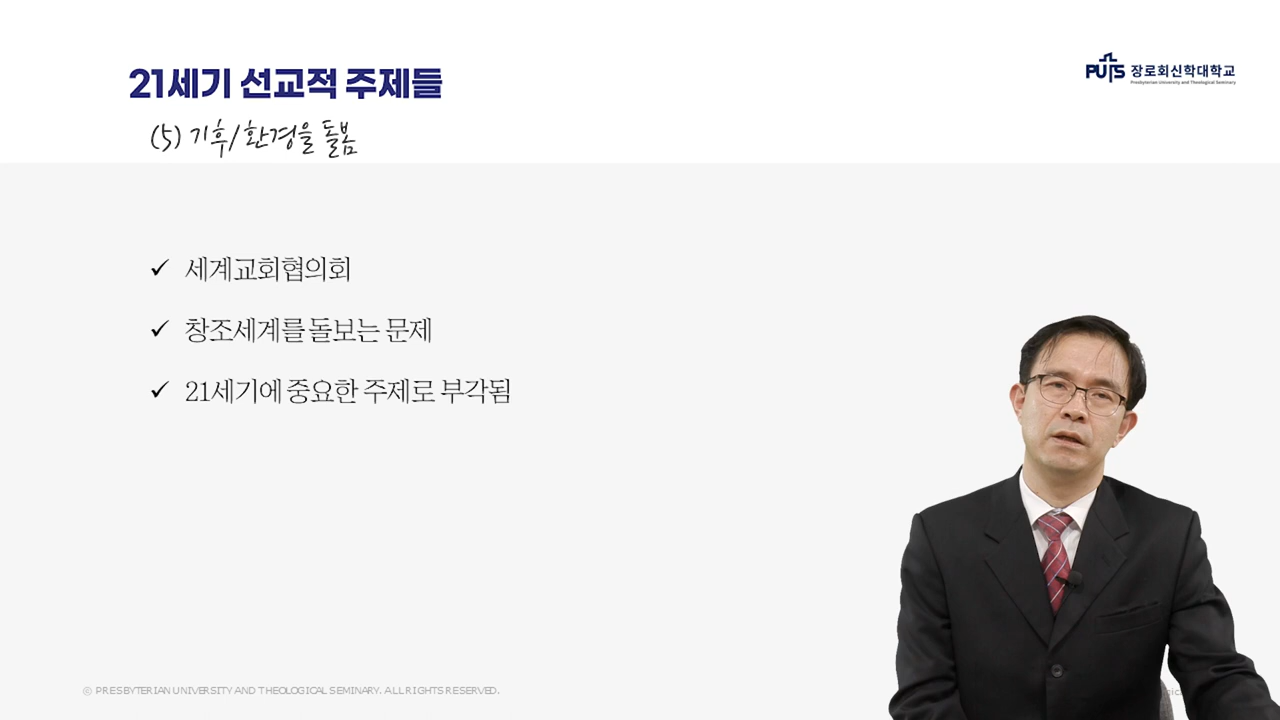 21세기 선교적 주제들
PUTS 장로회신학대학교
Presbyterian University and Theological Seminary
(5) 기후/환경을 돌봄
✓ 세계교회협의회
✓ 창조세계를 돌보는 문제
✓ 21세기에 중요한 주제로 부각됨
© PRESBYTERIAN UNIVERSITY AND THEOLOGICAL SEMINARY. ALL RIGHTS RESERVED.